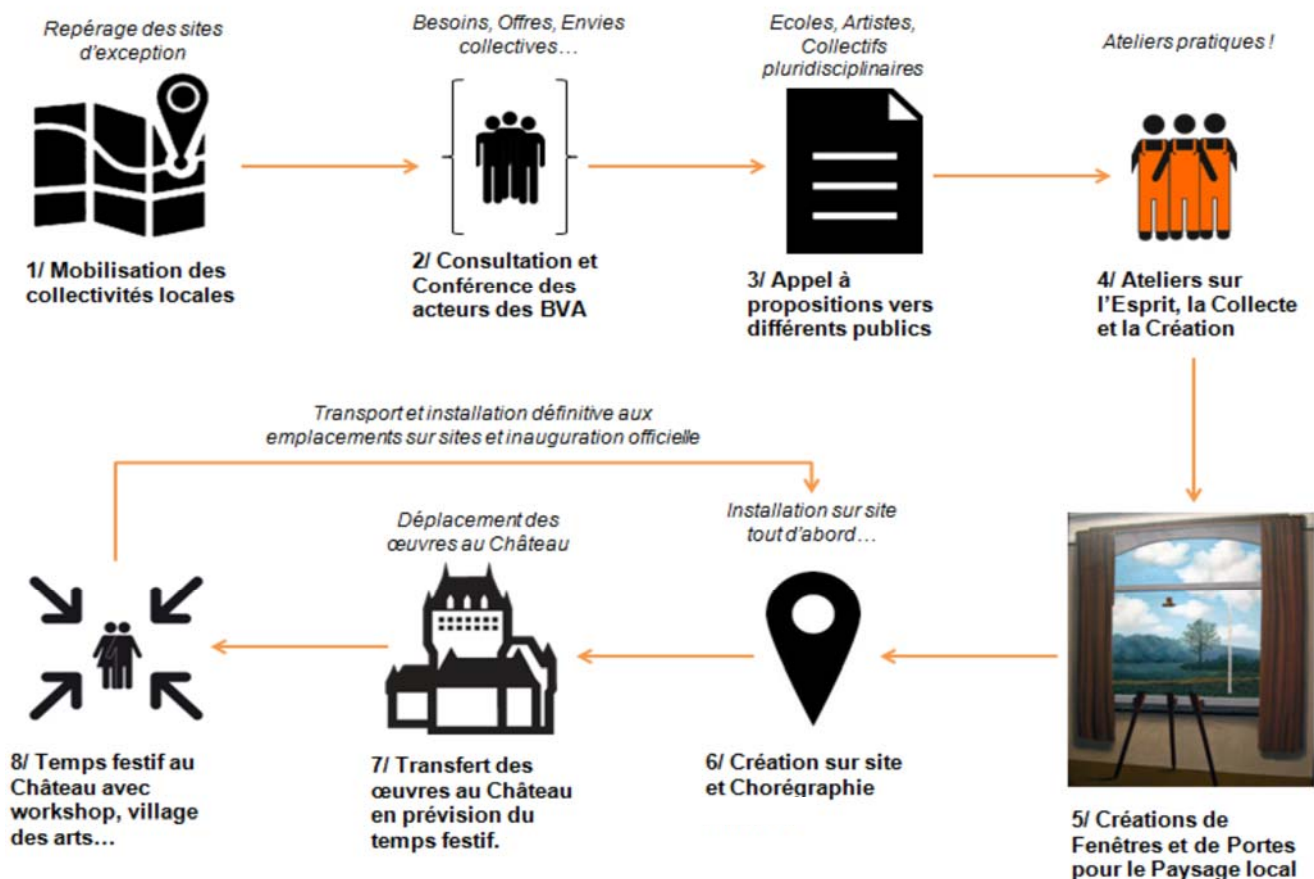 Repérage des sites
d'exception
1/ Mobilisation des
collectivités locales
Besoins, Offres, Envies
collectives…
2/ Consultation et
Conférence des
acteurs des BVA
Ecoles, Artistes,
Collectifs
pluridisciplinaires
3/ Appel à
propositions vers
différents publics
Ateliers pratiques !
4/ Ateliers sur
l'Esprit, la Collecte
et la Création
5/ Créations de
Fenêtres et de Portes
pour le Paysage local
Installation sur site
tout d'abord…
6/ Création sur site
et Chorégraphie
Déplacement des
œuvres au Château
7/ Transfert des
œuvres au Château
en prévision du
temps festif.
8/ Temps festif au
Château avec
workshop, village
des arts…
Transport et installation définitive aux
emplacements sur sites et inauguration officielle